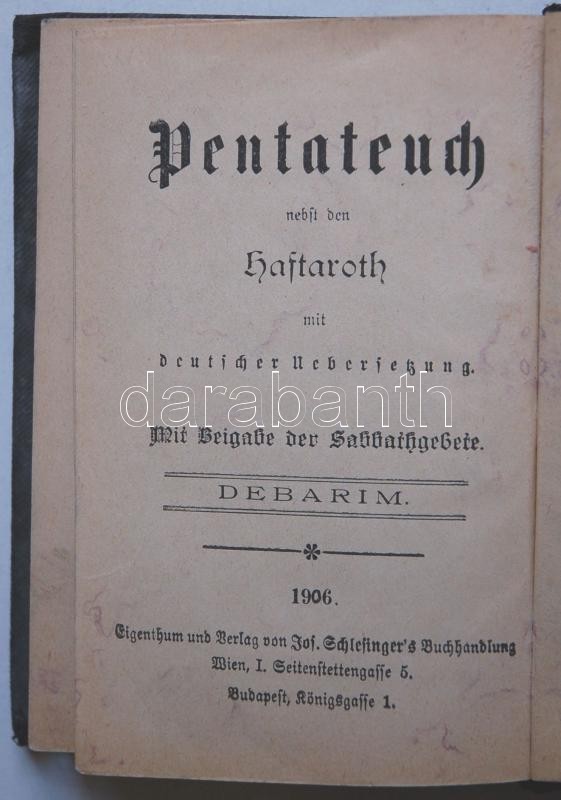 Pentateuch
nebst den
Haftaroth
mit
deutscher Uebersetzung.
darabanth
Mit Beigabe der Sabbathgebete.
DEBARIM.
1906.
Eigenthum und Verlag von Jos. Schlesinger's Buchhandlung
Wien, I. Seitenstettengasse 5.
Budapest, Königsgasse 1.